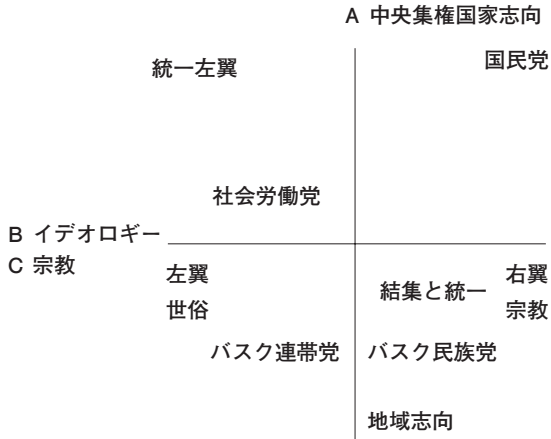 A 中央集権国家志向
国民党
統一左翼
社会労働党
B イデオロギー
C 宗教
左翼
右翼
結集と統一
世俗
宗教
バスク連帯党
バスク民族党
地域志向